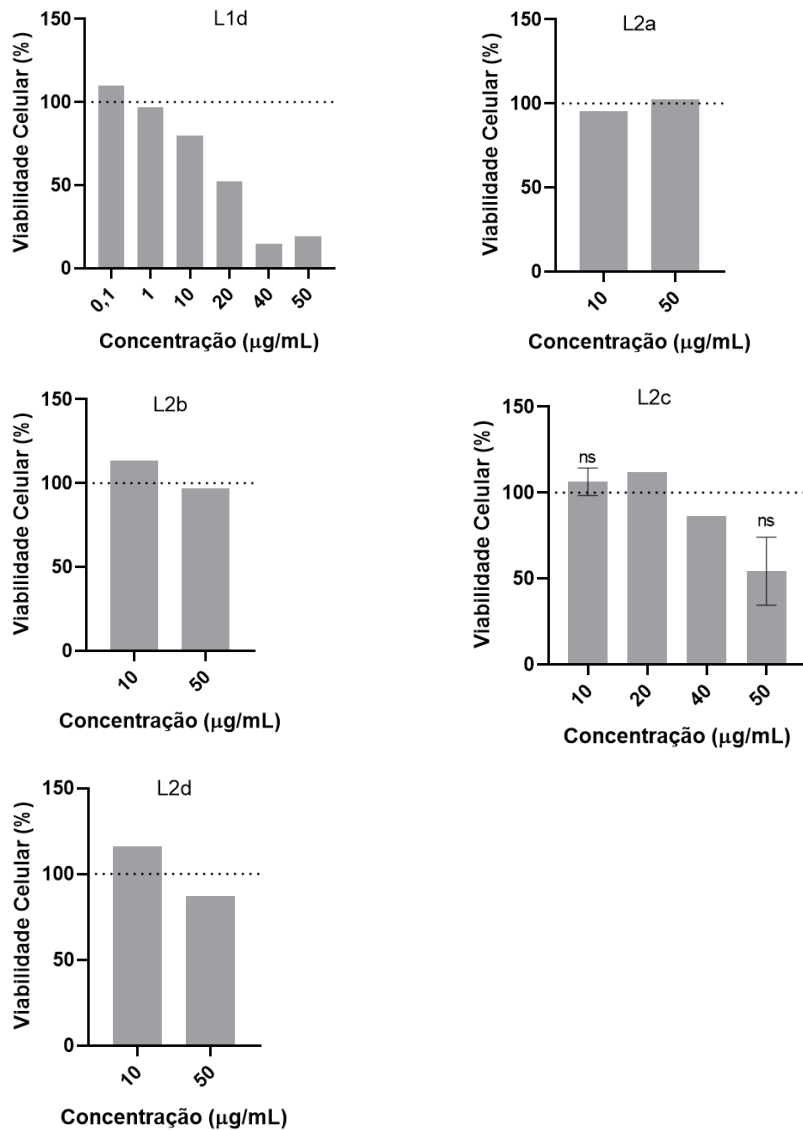 L1d
Viabilidade Celular (%)
150
100
50
0
0,1 1 10 20 40 50
Concentração (μg/mL)
L2a
Viabilidade Celular (%)
150
100
50
0
10 50
Concentração (μg/mL)
L2b
Viabilidade Celular (%)
150
100
50
0
10 50
Concentração (μg/mL)
L2c
Viabilidade Celular (%)
150
100
50
0
ns
ns
10 20 40 50
Concentração (μg/mL)
L2d
Viabilidade Celular (%)
150
100
50
0
10 50
Concentração (μg/mL)